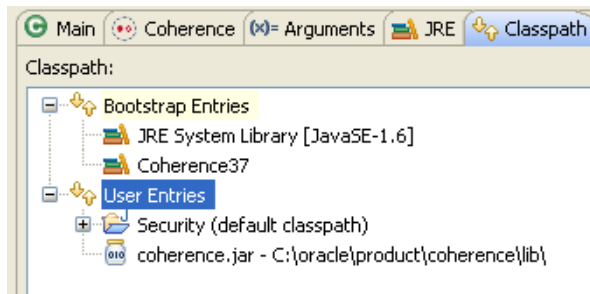 Main Coherence (x)= Arguments JRE Classpath
Classpath:
Bootstrap Entries
JRE System Library [JavaSE-1.6]
Coherence37
User Entries
Security (default classpath)
coherence.jar - C:\oracle\product\coherence\lib\